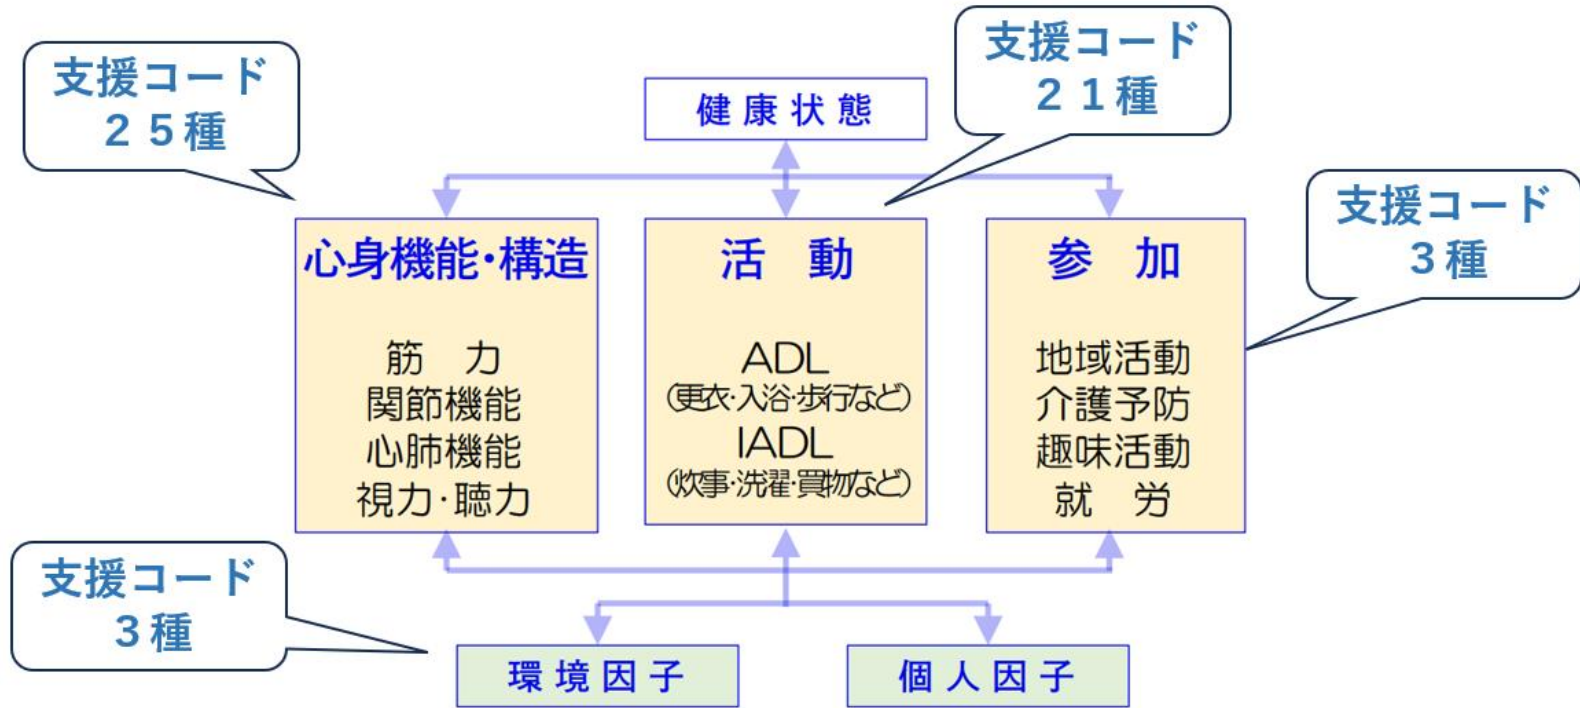 支援コード
２１種
支援コード
２５種
健康状態
支援コード
３種
心身機能・構造
筋　力
関節機能
心肺機能
視力・聴力
活　動
ADL
(更衣・入浴・歩行など)
IADL
(炊事・洗濯・買物など)
参　加
地域活動
介護予防
趣味活動
就　労
支援コード
３種
環境因子
個人因子